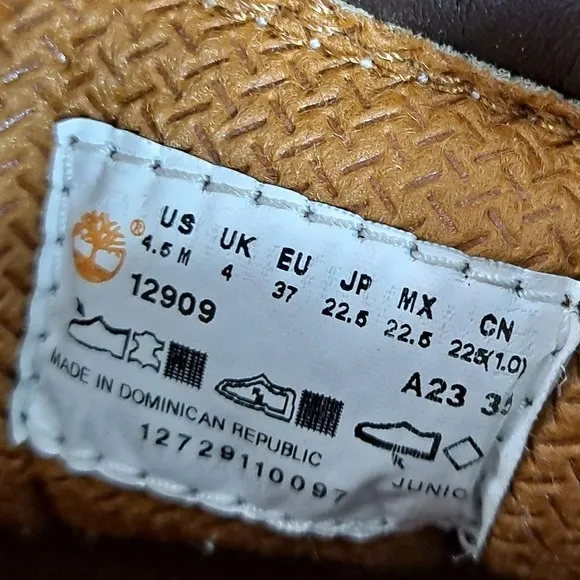 ® US UK EU JP MX CN
4.5 M 4 37 22.5 22.5 225(1.0)
12909 A23
MADE IN DOMINICAN REPUBLIC
12729110097 JUNIO